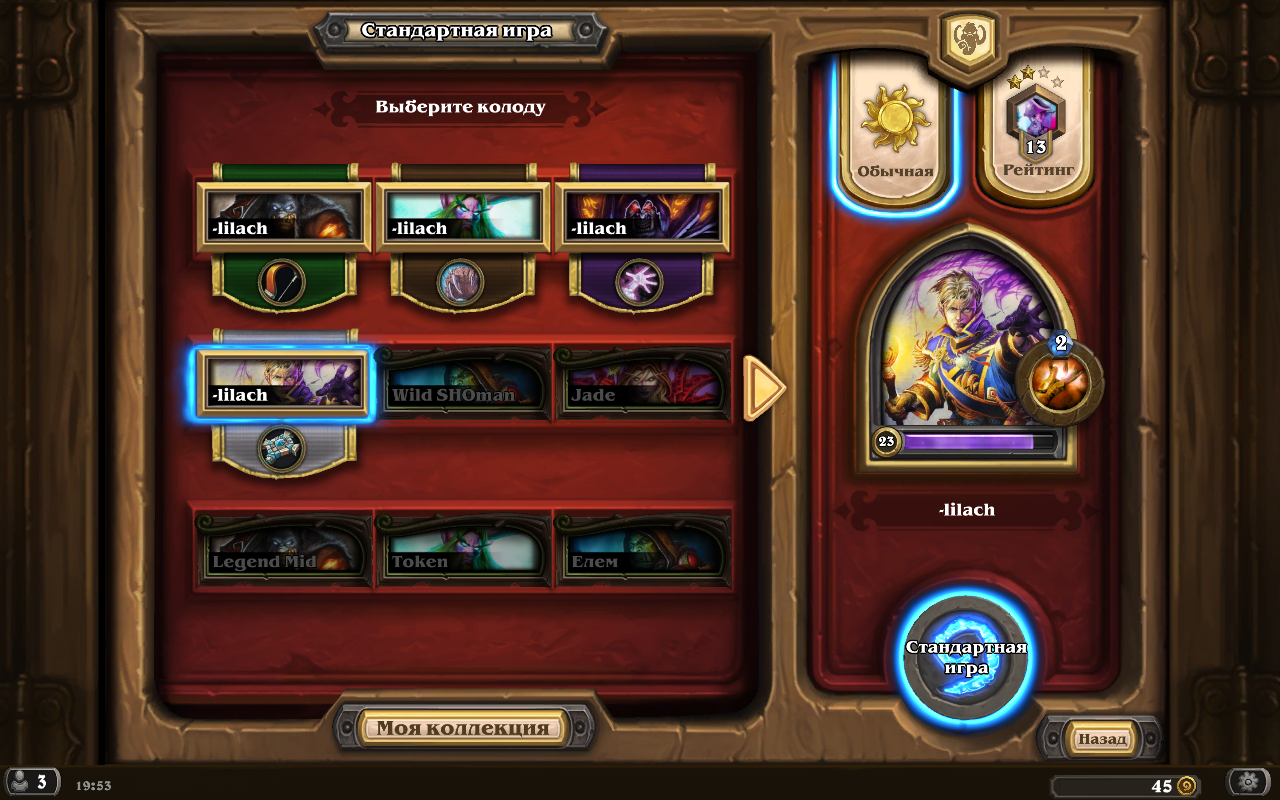 Стандартная игра
Выберите колоду
Обычная
13
Рейтинг
-lilach
-lilach
-lilach
-lilach
Wild SHOman
Jade
2
23
-lilach
Legend Mid
Token
Елем
Стандартная
игра
Моя коллекция
Назад
3
19:53
45